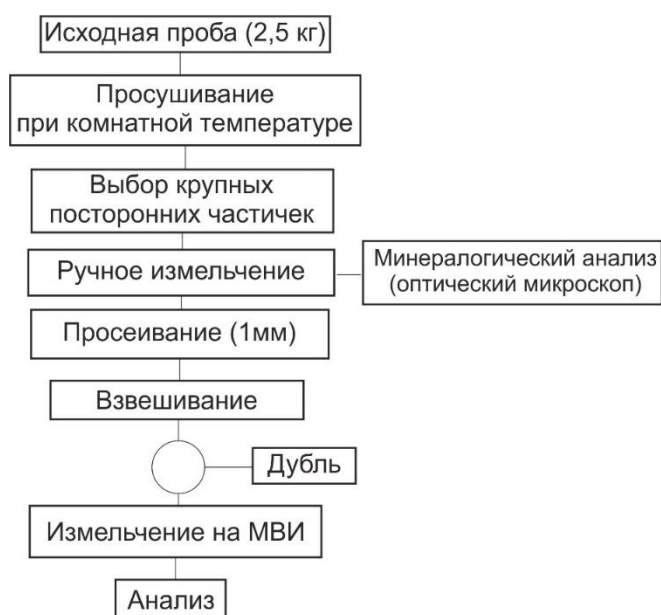 Исходная проба (2,5 кг)
Просушивание
при комнатной температуре
Выбор крупных
посторонних частичек
Ручное измельчение
Минералогический анализ
(оптический микроскоп)
Просеивание (1мм)
Взвешивание
Дубль
Измельчение на МВИ
Анализ